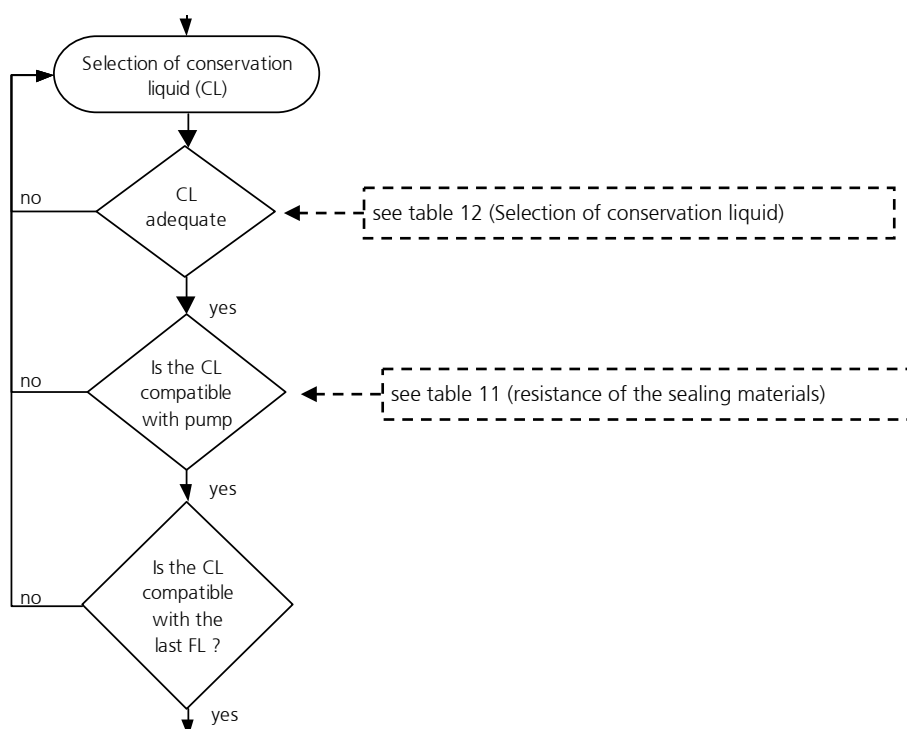 Selection of conservation
liquid (CL)
no
CL
adequate
see table 12 (Selection of conservation liquid)
yes
no
Is the CL
compatible
with pump
see table 11 (resistance of the sealing materials)
yes
no
Is the CL
compatible
with the
last FL ?
yes